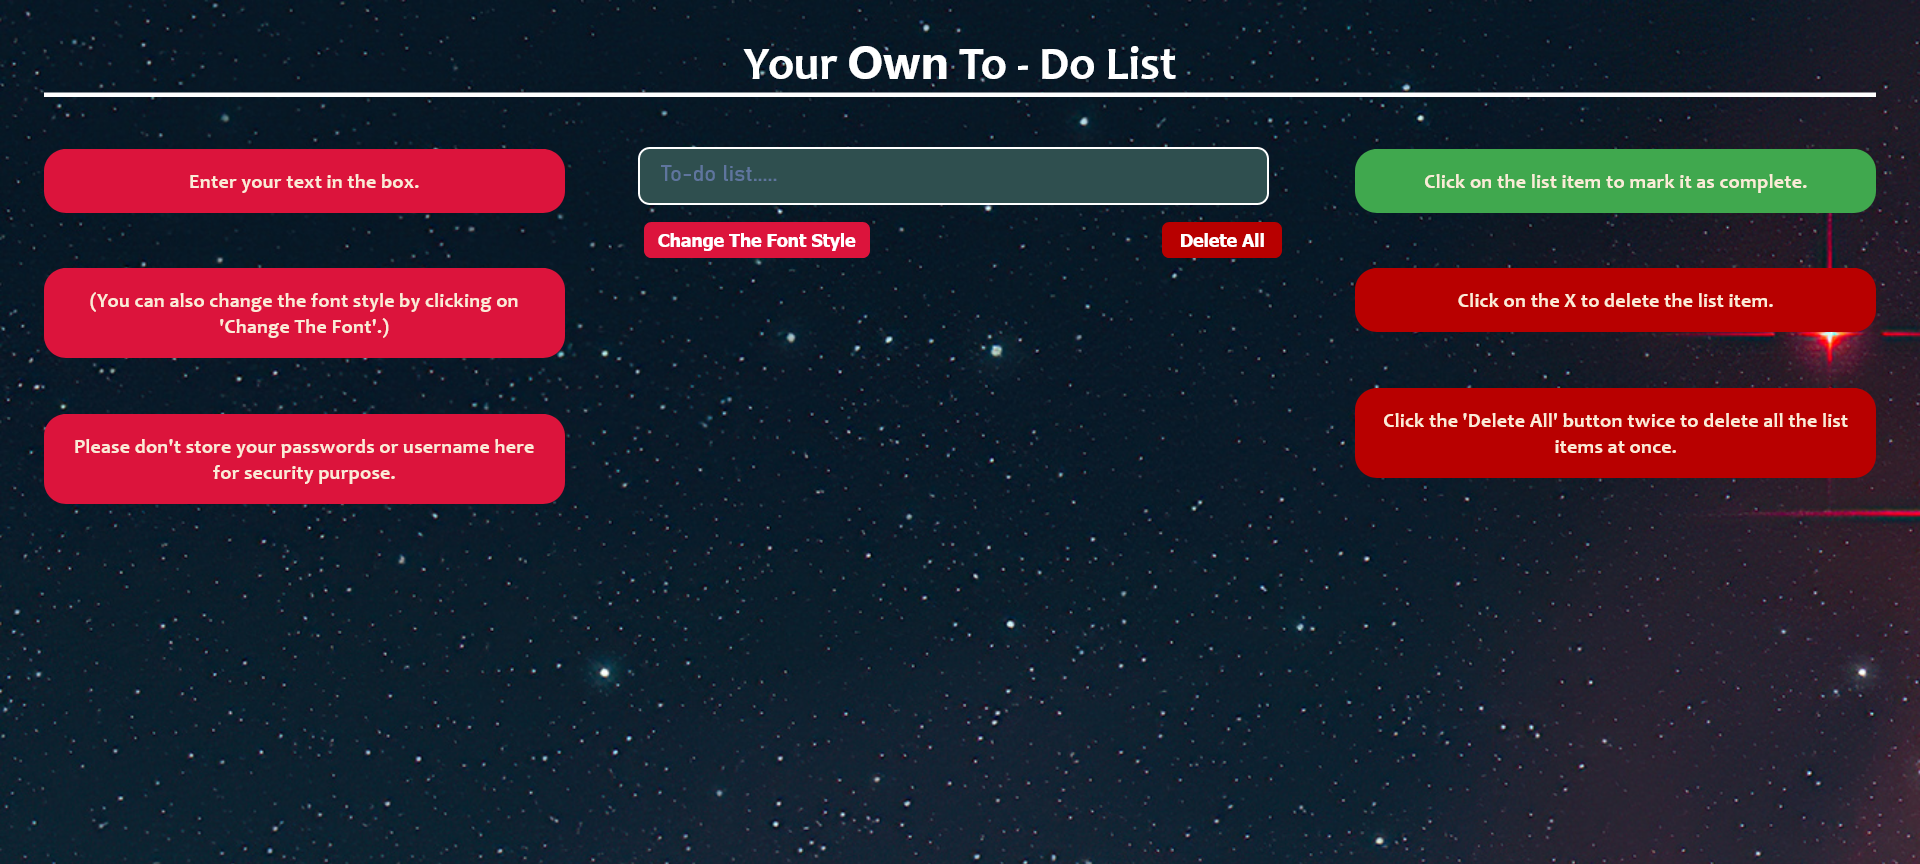 Your Own To - Do List
Enter your text in the box.
(You can also change the font style by clicking on
'Change The Font'.)
Please don't store your passwords or username here
for security purpose.
To-do list.....
Change The Font Style
Delete All
Click on the list item to mark it as complete.
Click on the X to delete the list item.
Click the 'Delete All' button twice to delete all the list
items at once.